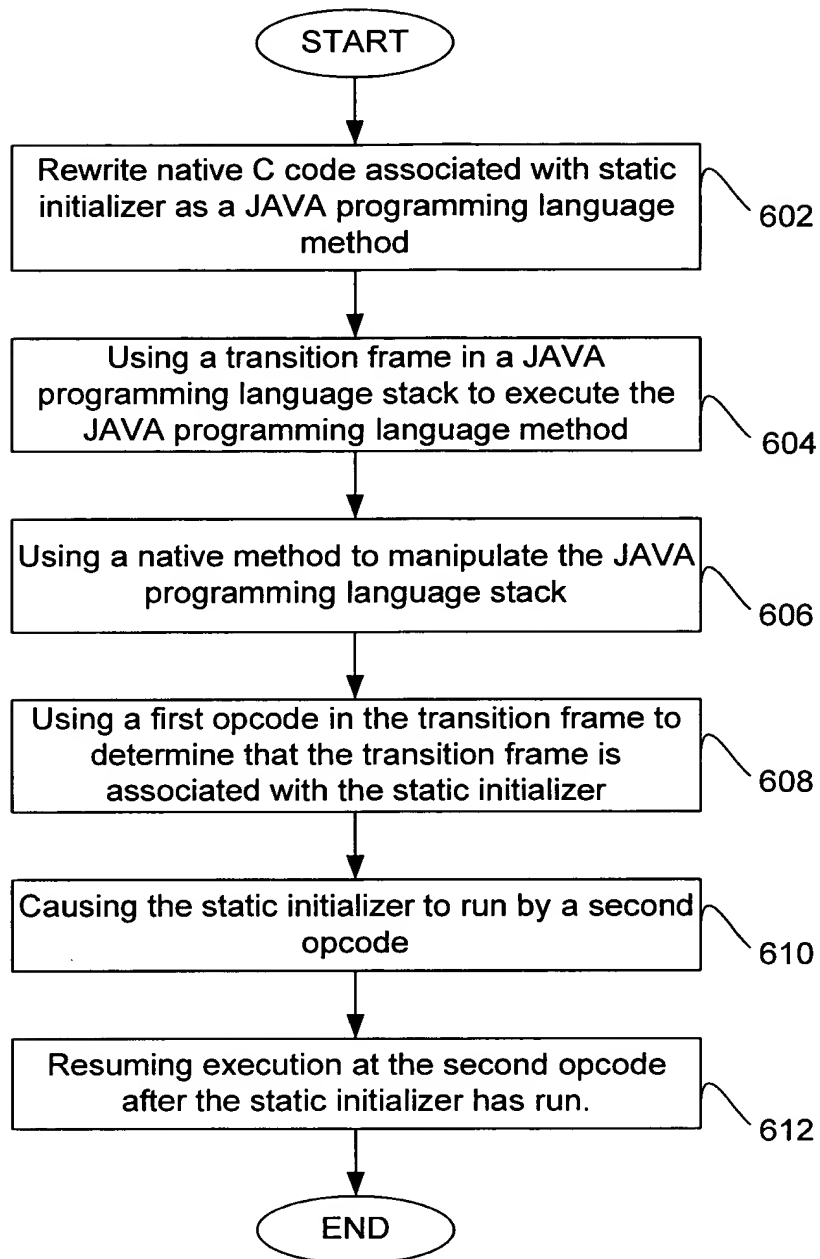 START
Rewrite native C code associated with static
initializer as a JAVA programming language
method
602
Using a transition frame in a JAVA
programming language stack to execute the
JAVA programming language method
604
Using a native method to manipulate the JAVA
programming language stack
606
Using a first opcode in the transition frame to
determine that the transition frame is
associated with the static initializer
608
Causing the static initializer to run by a second
opcode
610
Resuming execution at the second opcode
after the static initializer has run.
612
END